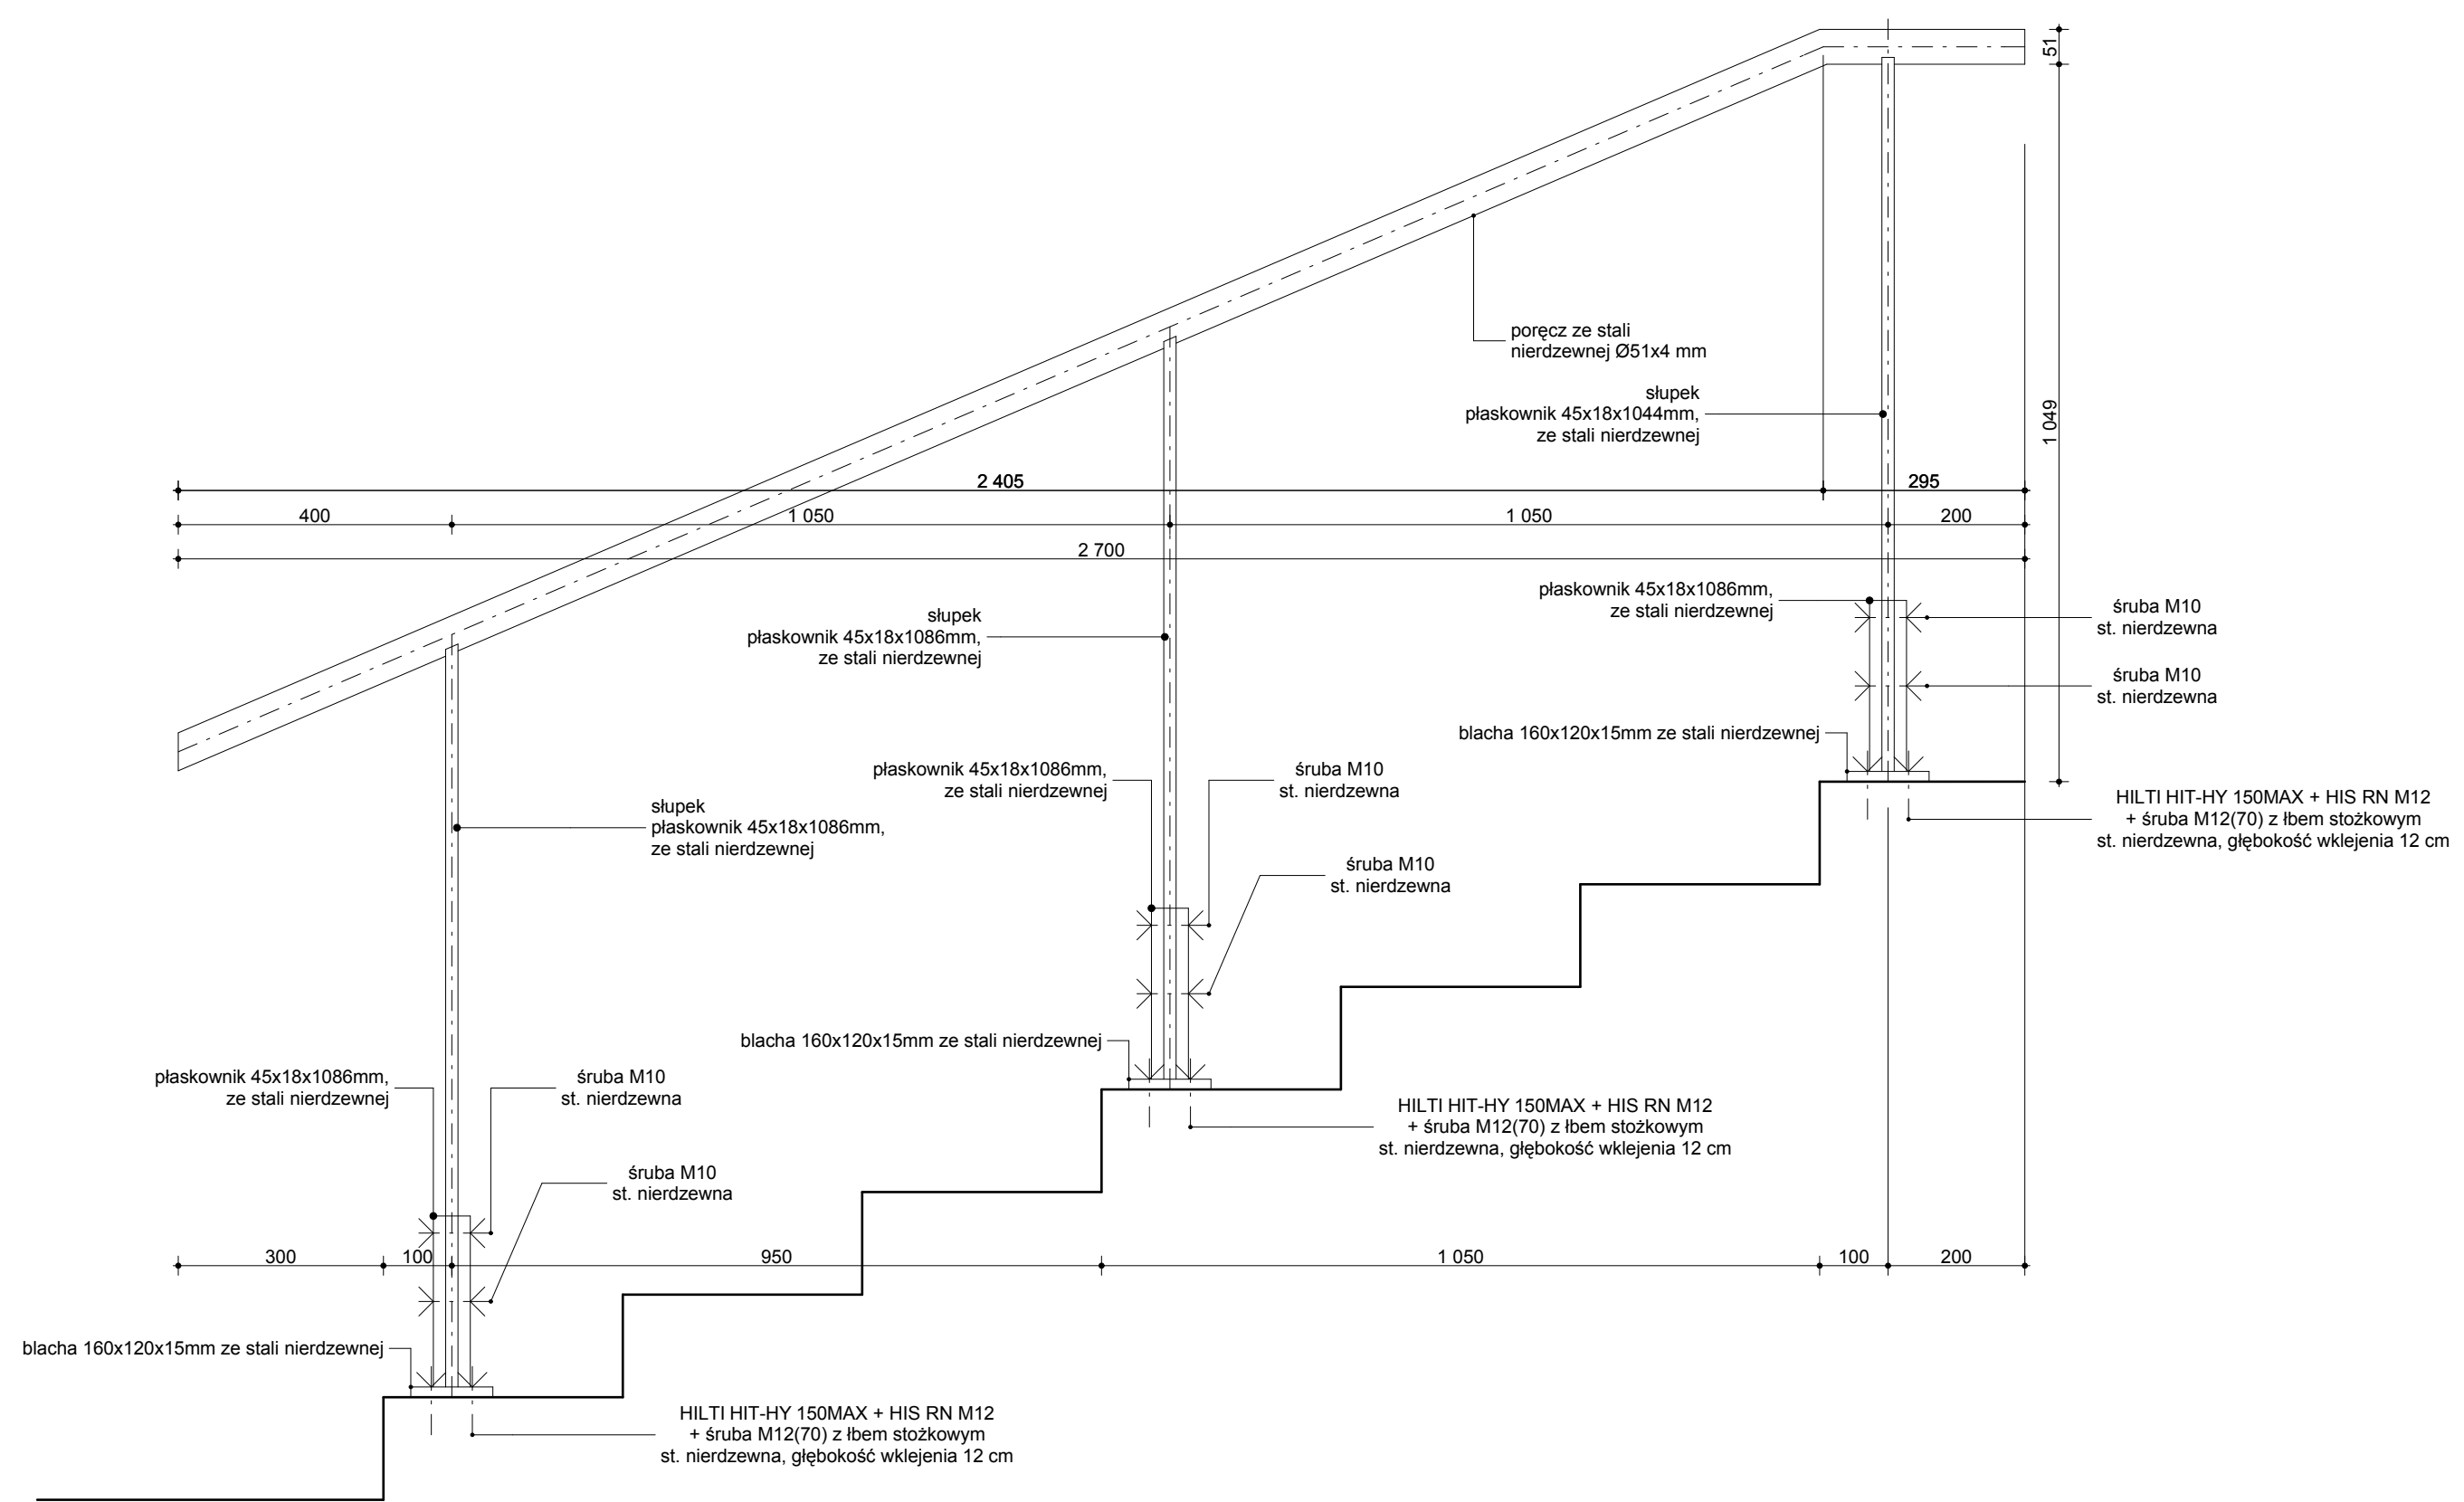 51
poręcz ze stali
nierdzewnej Ø51x4 mm
słupek
płaskownik 45x18x1044mm,
ze stali nierdzewnej
1 049
2 405
295
400
1 050
1 050
200
2 700
płaskownik 45x18x1086mm,
ze stali nierdzewnej
śruba M10
st. nierdzewna
słupek
płaskownik 45x18x1086mm,
ze stali nierdzewnej
śruba M10
st. nierdzewna
blacha 160x120x15mm ze stali nierdzewnej
płaskownik 45x18x1086mm,
ze stali nierdzewnej
śruba M10
st. nierdzewna
HILTI HIT-HY 150MAX + HIS RN M12
+ śruba M12(70) z łbem stożkowym
st. nierdzewna, głębokość wklejenia 12 cm
słupek
płaskownik 45x18x1086mm,
ze stali nierdzewnej
śruba M10
st. nierdzewna
blacha 160x120x15mm ze stali nierdzewnej
płaskownik 45x18x1086mm,
ze stali nierdzewnej
śruba M10
st. nierdzewna
HILTI HIT-HY 150MAX + HIS RN M12
+ śruba M12(70) z łbem stożkowym
st. nierdzewna, głębokość wklejenia 12 cm
śruba M10
st. nierdzewna
300
100
950
1 050
100
200
blacha 160x120x15mm ze stali nierdzewnej
HILTI HIT-HY 150MAX + HIS RN M12
+ śruba M12(70) z łbem stożkowym
st. nierdzewna, głębokość wklejenia 12 cm